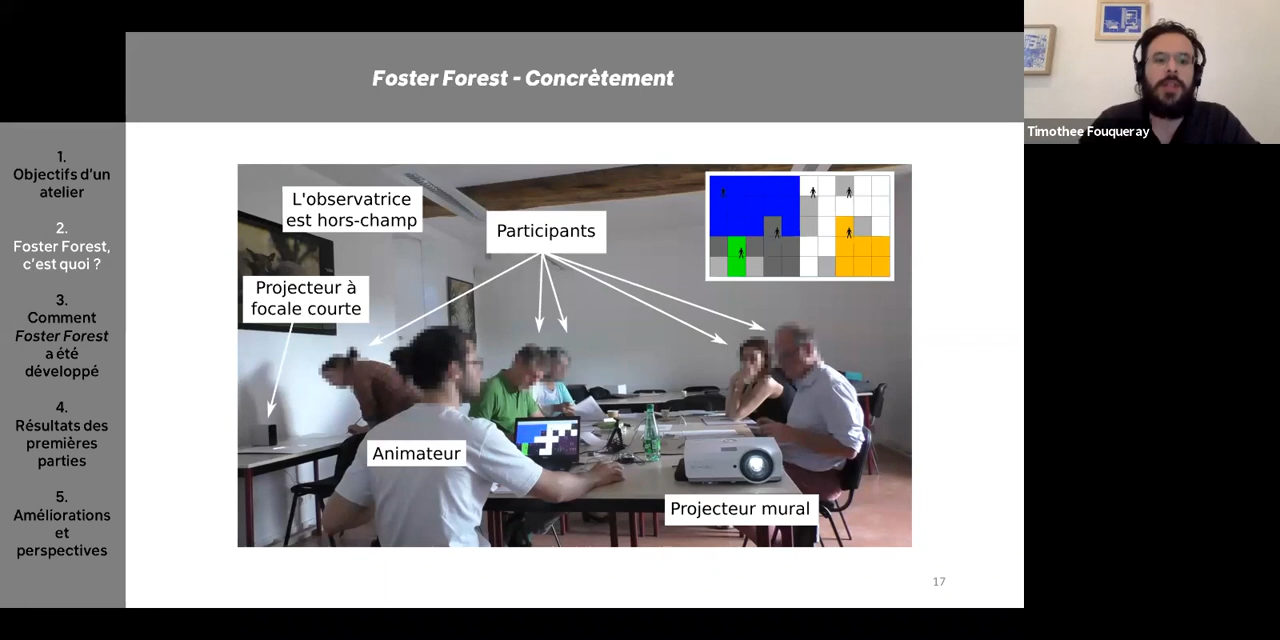 Foster Forest - Concrètement
Timothee Fouqueray
1.
Objectifs d'un
atelier
2.
Foster Forest,
c'est quoi ?
3.
Comment
Foster Forest
a été
développé
4.
Résultats des
premières
parties
5.
Améliorations
et
perspectives
L'observatrice
est hors-champ
Participants
Projecteur à
focale courte
Animateur
Projecteur mural
17